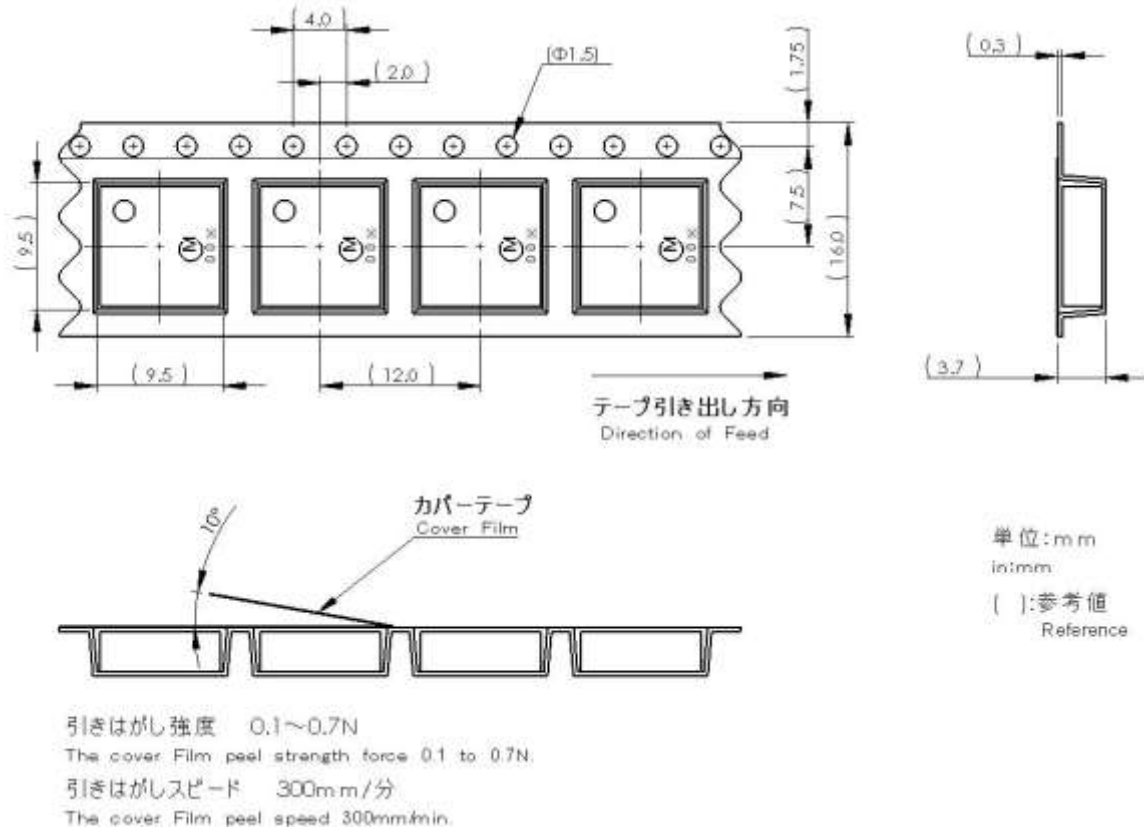 ( 4.0 )
( 2.0 )
(Φ1.5)
( 1.75 )
( 0.3 )
( 7.5 )
( 9.5 )
( 16.0 )
M
M
M
M
( 9.5 )
( 12.0 )
( 3.7 )
テープ引き出し方向
Direction of Feed
10°
カバーテープ
Cover Film
単位:mm
in:mm
( ):参考値
Reference
引きはがし強度 0.1～0.7N
The cover Film peel strength force 0.1 to 0.7N.
引きはがしスピード 300mm/分
The cover Film peel speed 300mm/min.